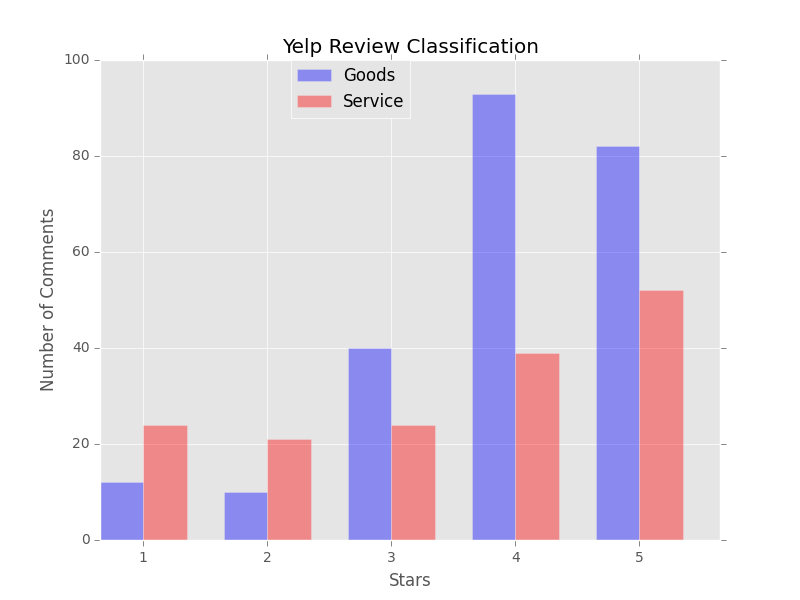 Yelp Review Classification
Goods
Service
100
80
60
40
20
0
Number of Comments
1 2 3 4 5
Stars